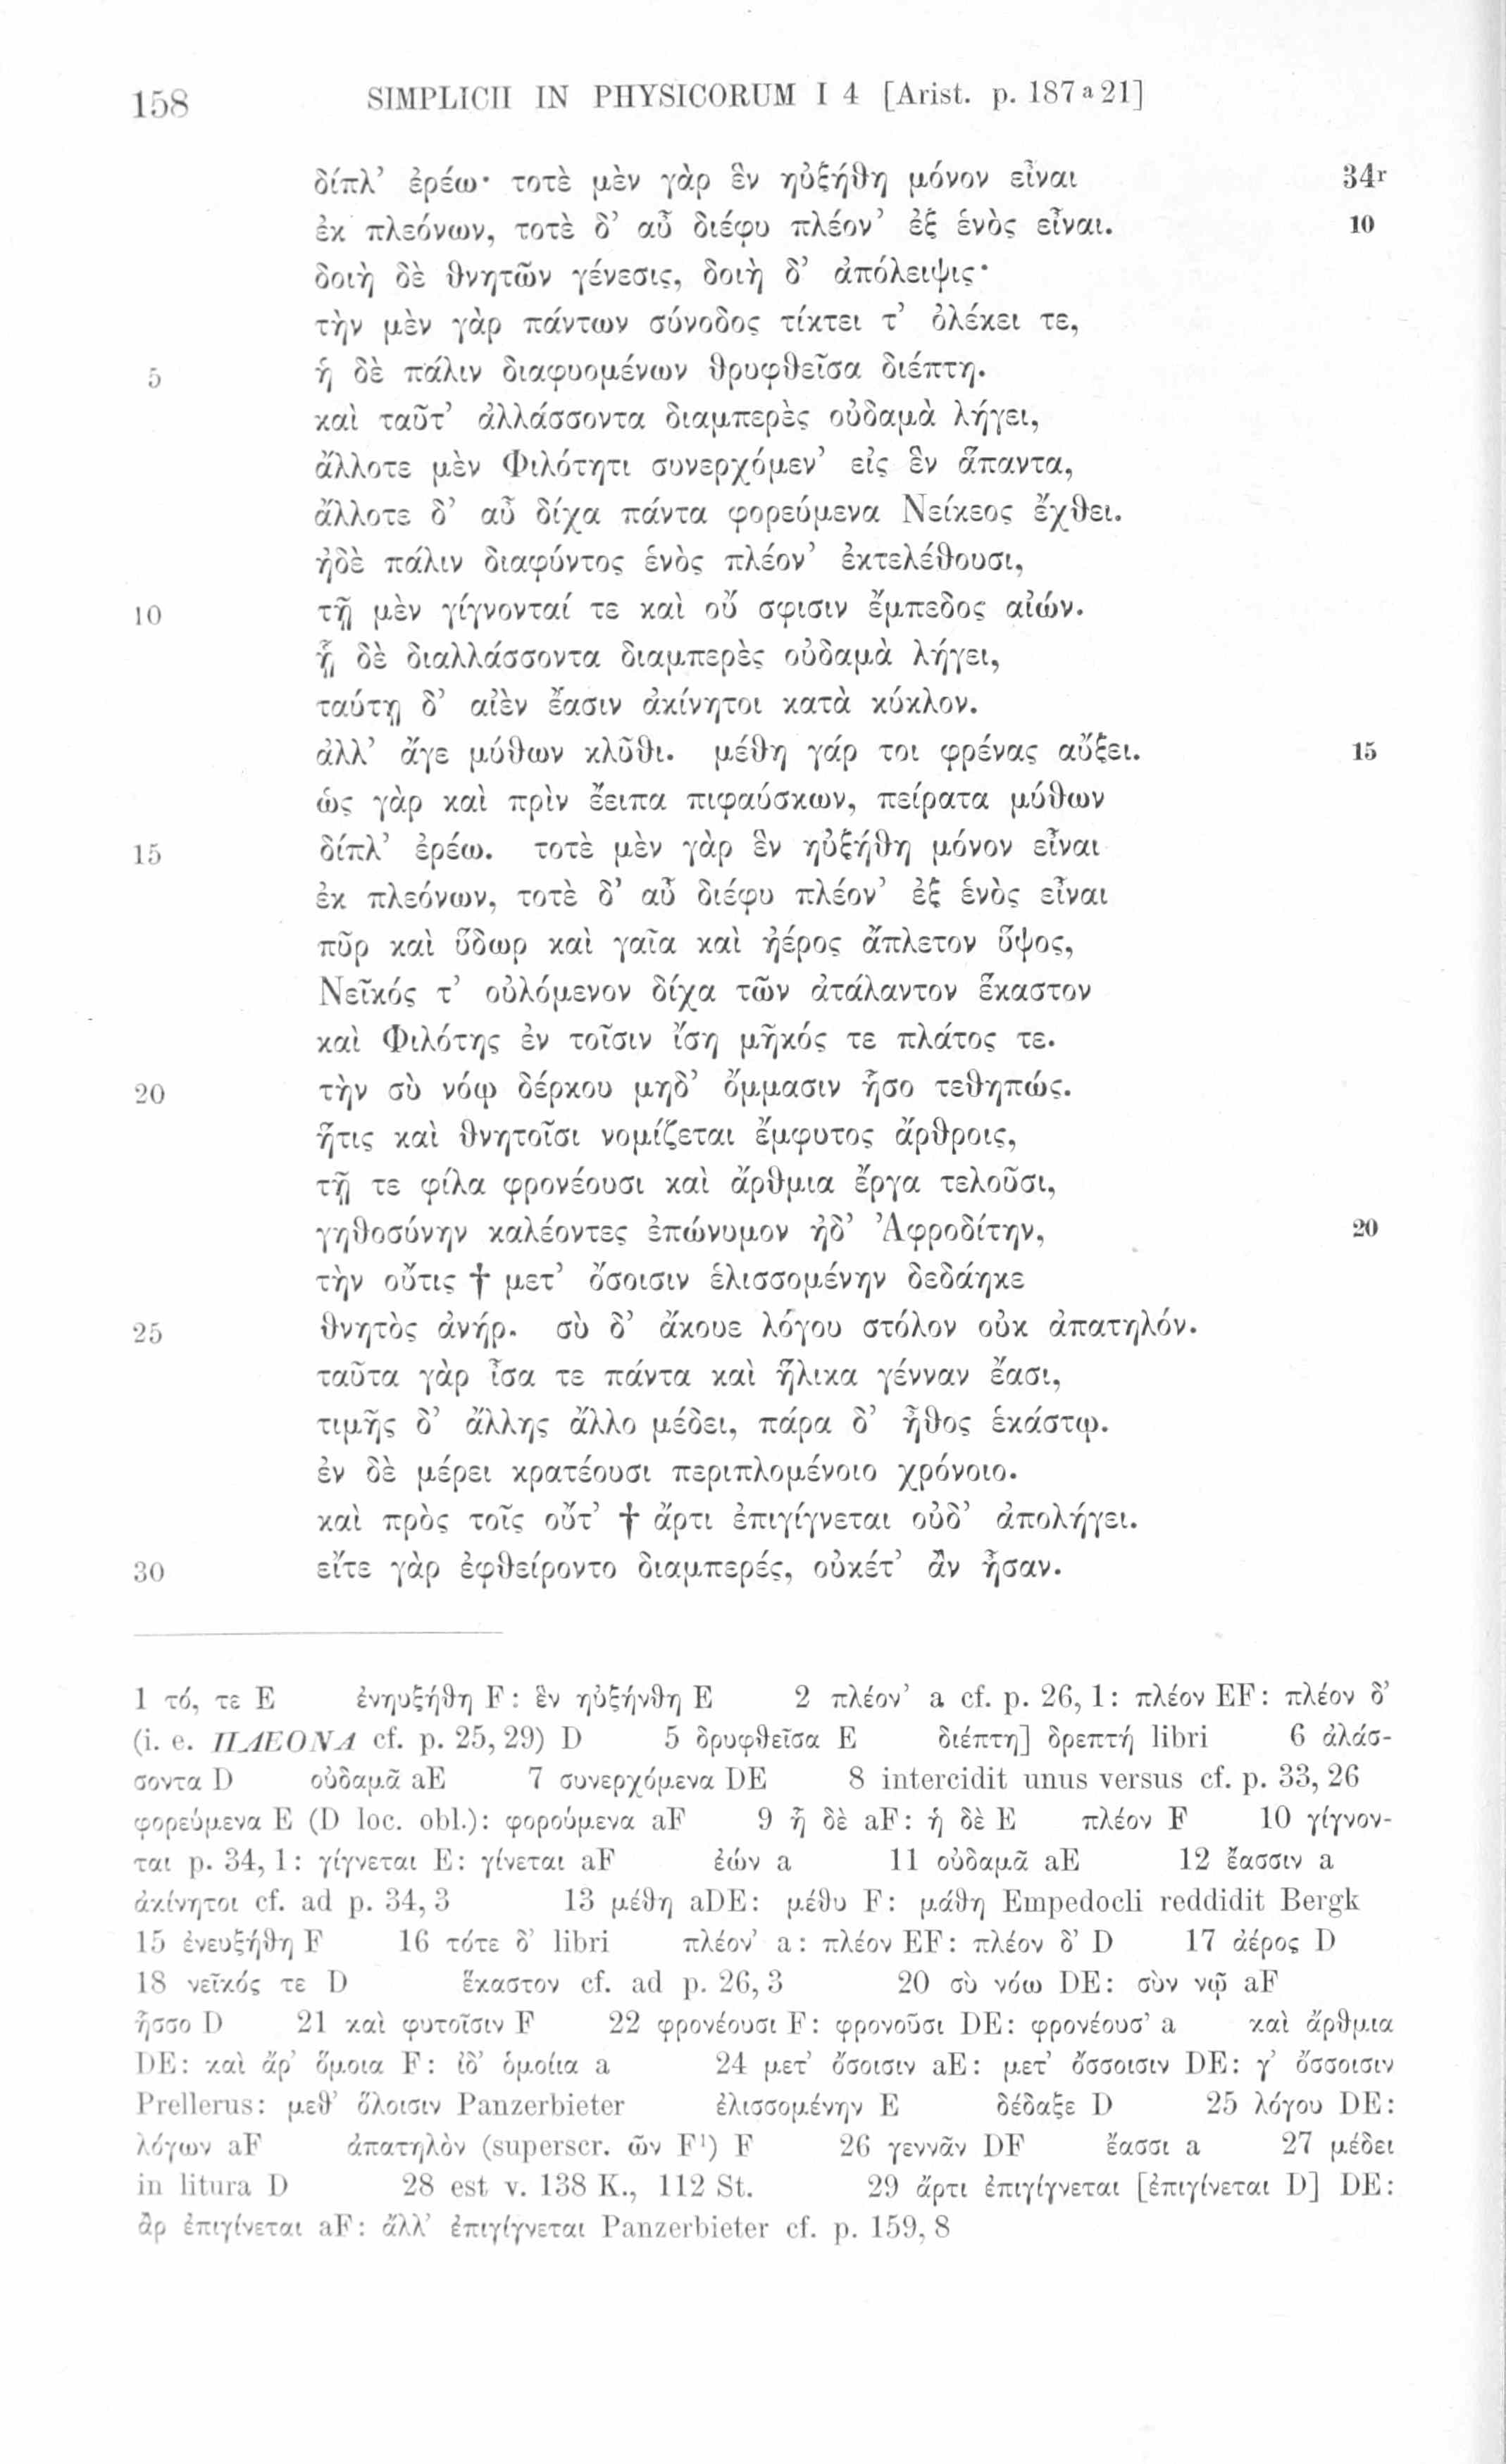 158 SIMPLICII IN PHYSICORUM I 4 [Arist. p. 187 a 21]
δίπλ’ ἐρέω· τοτὲ μὲν γὰρ ἓν ηὐξήθη μόνον εἶναι 34r
ἐκ πλεόνων, τοτὲ δ’ αὖ διέφυ πλέον’ ἐξ ἑνὸς εἶναι. 10
δοιὴ δὲ θνητῶν γένεσις, δοιὴ δ’ ἀπόλειψις·
τὴν μὲν γὰρ πάντων σύνοδος τίκτει τ’ ὀλέκει τε,
5 ἡ δὲ πάλιν διαφυομένων θρυφθεῖσα διέπτη.
καὶ ταῦτ’ ἀλλάσσοντα διαμπερὲς οὐδαμὰ λήγει,
ἄλλοτε μὲν Φιλότητι συνερχόμεν’ εἰς ἓν ἅπαντα,
ἄλλοτε δ’ αὖ δίχα πάντα φορεύμενα Νείκεος ἔχθει.
ἠδὲ πάλιν διαφύντος ἑνὸς πλέον’ ἐκτελέθουσι,
10 τῇ μὲν γίγνονταί τε καὶ οὔ σφισιν ἔμπεδος αἰών.
ᾗ δὲ διαλλάσσοντα διαμπερὲς οὐδαμὰ λήγει,
ταύτῃ δ’ αἰὲν ἔασιν ἀκίνητοι κατὰ κύκλον.
ἀλλ’ ἄγε μύθων κλῦθι. μέθη γάρ τοι φρένας αὔξει. 15
ὡς γὰρ καὶ πρὶν ἔειπα πιφαύσκων, πείρατα μύθων
15 δίπλ’ ἐρέω. τοτὲ μὲν γὰρ ἓν ηὐξήθη μόνον εἶναι
ἐκ πλεόνων, τοτὲ δ’ αὖ διέφυ πλέον’ ἐξ ἑνὸς εἶναι
πῦρ καὶ ὕδωρ καὶ γαῖα καὶ ἠέρος ἄπλετον ὕψος,
Νεῖκός τ’ οὐλόμενον δίχα τῶν ἀτάλαντον ἕκαστον
καὶ Φιλότης ἐν τοῖσιν ἴση μῆκός τε πλάτος τε.
20 τὴν σὺ νόῳ δέρκου μηδ’ ὄμμασιν ἧσο τεθηπώς.
ἥτις καὶ θνητοῖσι νομίζεται ἔμφυτος ἄρθροις,
τῇ τε φίλα φρονέουσι καὶ ἄρθμια ἔργα τελοῦσι,
γηθοσύνην καλέοντες ἐπώνυμον ἠδ’ Ἀφροδίτην, 20
τὴν οὔτις † μετ’ ὄσοισιν ἑλισσομένην δεδάηκε
25 θνητὸς ἀνήρ. σὺ δ’ ἄκουε λόγου στόλον οὐκ ἀπατηλόν.
ταῦτα γὰρ ἶσα τε πάντα καὶ ἥλικα γένναν ἔασι,
τιμῆς δ’ ἄλλης ἄλλο μέδει, πάρα δ’ ἦθος ἑκάστῳ.
ἐν δὲ μέρει κρατέουσι περιπλομένοιο χρόνοιο.
καὶ πρὸς τοῖς οὔτ’ † ἄρτι ἐπιγίγνεται οὐδ’ ἀπολήγει.
30 εἴτε γὰρ ἐφθείροντο διαμπερές, οὐκέτ’ ἂν ἦσαν.
1 τό, τε E ἐνηυξήθη F: ἓν ηὐξήνθη E 2 πλέον’ a cf. p. 26, 1: πλέον EF: πλέον δ’
(i. e. ΠΛΕΟΝΑ cf. p. 25, 29) D 5 δρυφθεῖσα E διέπτη] δρεπτή libri 6 ἀλάσ-
σοντα D οὐδαμᾶ aE 7 συνερχόμενα DE 8 intercidit unus versus cf. p. 33, 26
φορεύμενα E (D loc. obl.): φορούμενα aF 9 ᾗ δὲ aF: ἡ δὲ E πλέον F 10 γίγνον-
ται p. 34, 1: γίγνεται E: γίνεται aF ἐών a 11 οὐδαμᾶ aE 12 ἔασσιν a
ἀκίνητοι cf. ad p. 34, 3 13 μέθη aDE: μέθυ F: μάθη Empedocli reddidit Bergk
15 ἐνευξήθη F 16 τότε δ’ libri πλέον’ a: πλέον EF: πλέον δ’ D 17 ἀέρος D
18 νεῖκός τε D ἕκαστον cf. ad p. 26, 3 20 σὺ νόω DE: σὺν νῷ aF
ἧσσο D 21 καὶ φυτοῖσιν F 22 φρονέουσι F: φρονοῦσι DE: φρονέουσ’ a καὶ ἄρθμια
DE: καὶ ἄρ’ ὅμοια F: ἰδ’ ὁμοίια a 24 μετ’ ὄσοισιν aE: μετ’ ὄσσοισιν DE: γ’ ὄσσοισιν
Prellerus: μεθ’ ὅλοισιν Panzerbieter ἐλισσομένην E δέδαξε D 25 λόγου DE:
λόγων aF ἀπατηλὸν (superscr. ῶν F¹) F 26 γεννᾶν DF ἔασσι a 27 μέδει
in litura D 28 est v. 138 K., 112 St. 29 ἄρτι ἐπιγίγνεται [ἐπιγίνεται D] DE:
ἂρ ἐπιγίνεται aF: ἄλλ’ ἐπιγίγνεται Panzerbieter cf. p. 159, 8